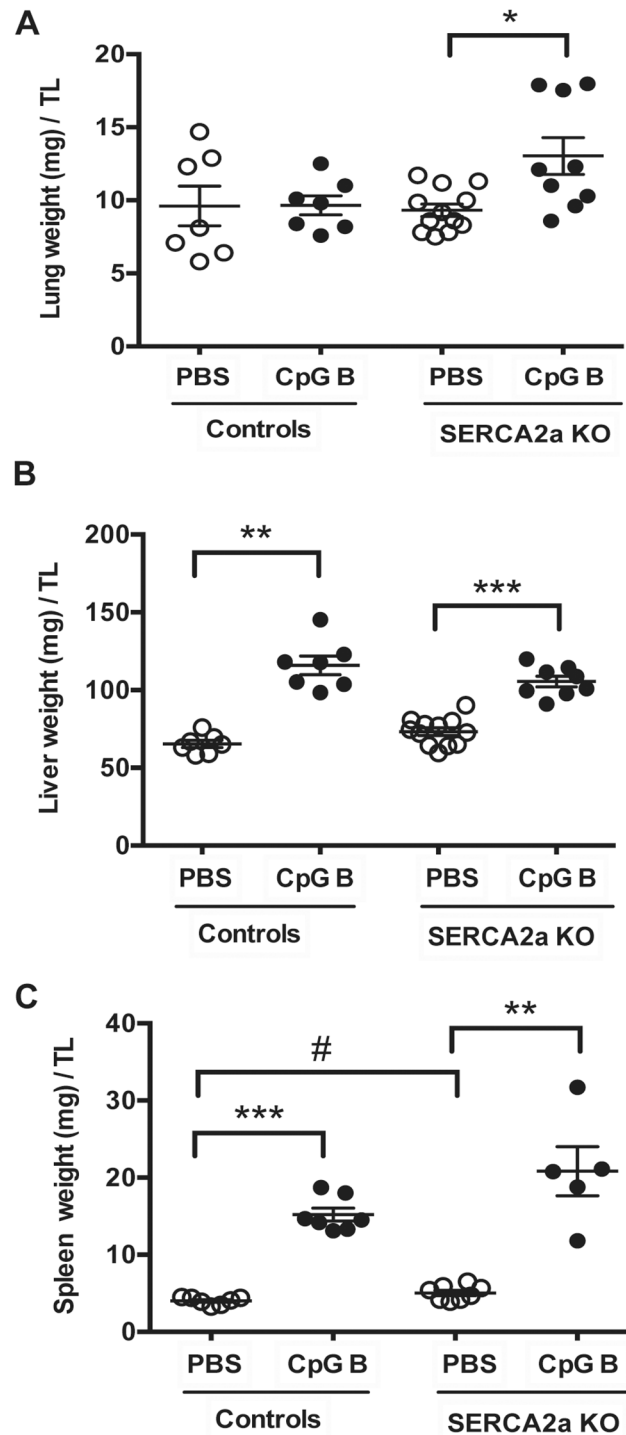 A
*
Lung weight (mg) / TL
20
15
10
5
0
PBS CpG B PBS CpG B
Controls SERCA2a KO
B
**
***
Liver weight (mg) / TL
200
150
100
50
0
PBS CpG B PBS CpG B
Controls SERCA2a KO
C
**
#
***
Spleen weight (mg) / TL
40
30
20
10
0
PBS CpG B PBS CpG B
Controls SERCA2a KO